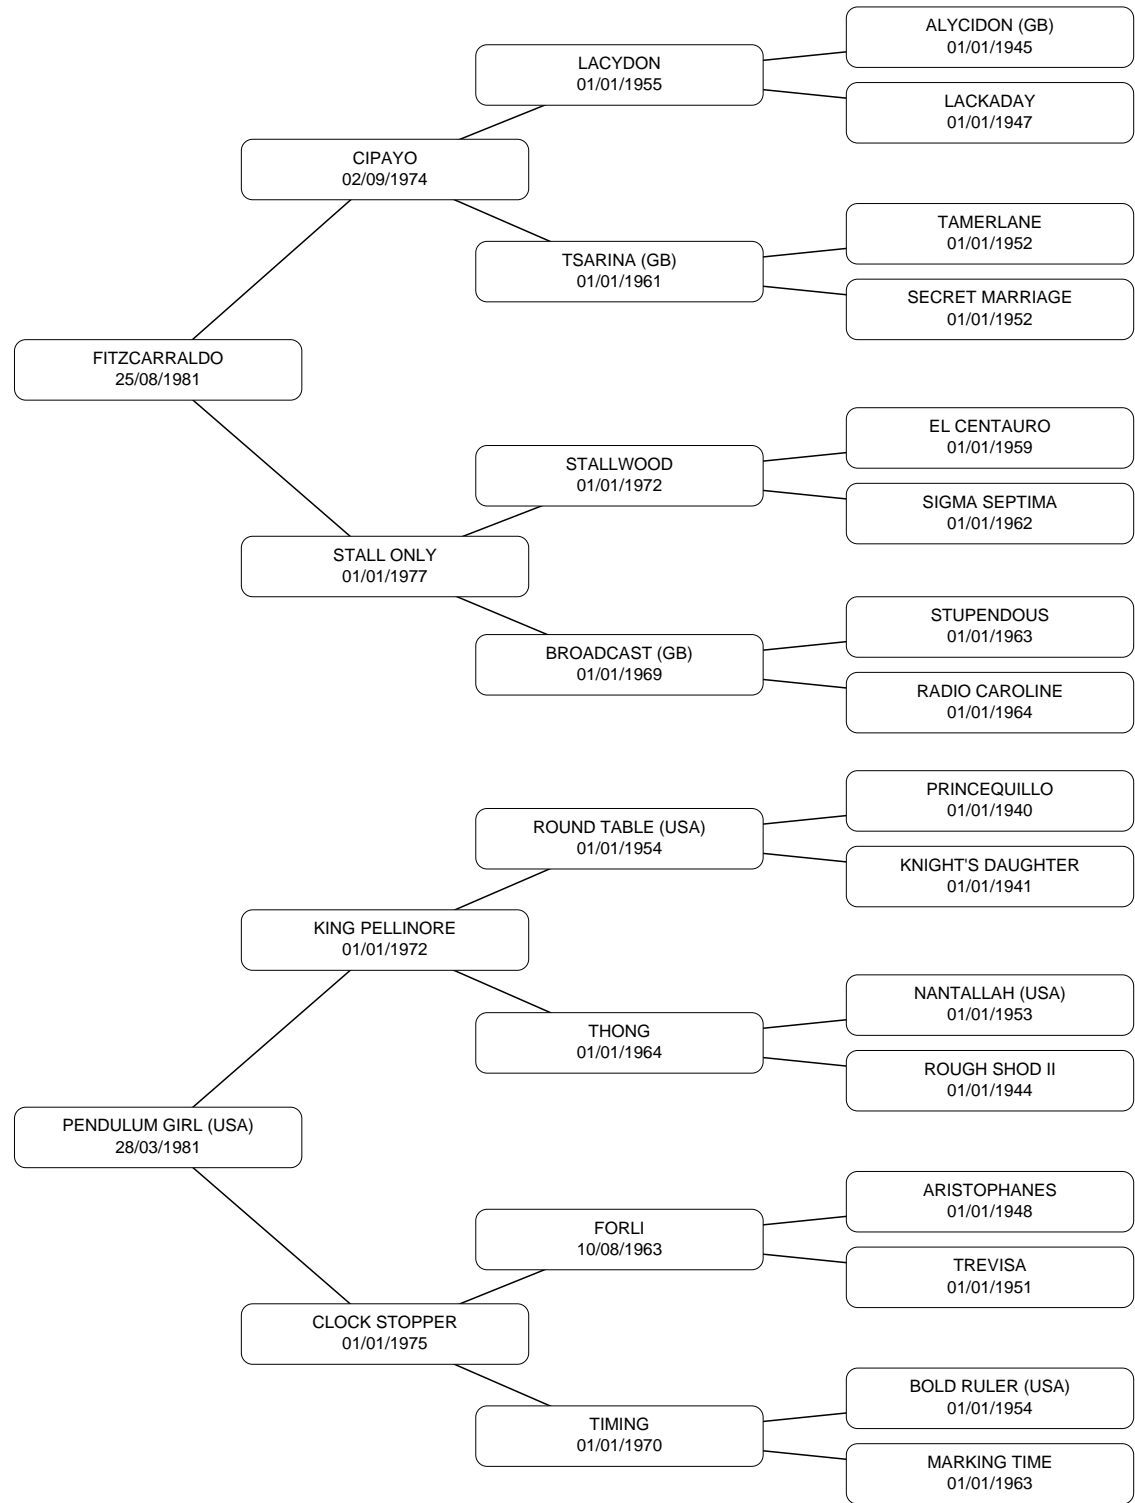 ALYCIDON (GB)
01/01/1945
LACYDON
01/01/1955
LACKADAY
01/01/1947
CIPAYO
02/09/1974
TAMERLANE
01/01/1952
TSARINA (GB)
01/01/1961
SECRET MARRIAGE
01/01/1952
FITZCARRALDO
25/08/1981
EL CENTAURO
01/01/1959
STALLWOOD
01/01/1972
SIGMA SEPTIMA
01/01/1962
STALL ONLY
01/01/1977
STUPENDOUS
01/01/1963
BROADCAST (GB)
01/01/1969
RADIO CAROLINE
01/01/1964
PRINCEQUILLO
01/01/1940
ROUND TABLE (USA)
01/01/1954
KNIGHT'S DAUGHTER
01/01/1941
KING PELLINORE
01/01/1972
NANTALLAH (USA)
01/01/1953
THONG
01/01/1964
ROUGH SHOD II
01/01/1944
PENDULUM GIRL (USA)
28/03/1981
ARISTOPHANES
01/01/1948
FORLI
10/08/1963
TREVISA
01/01/1951
CLOCK STOPPER
01/01/1975
BOLD RULER (USA)
01/01/1954
TIMING
01/01/1970
MARKING TIME
01/01/1963